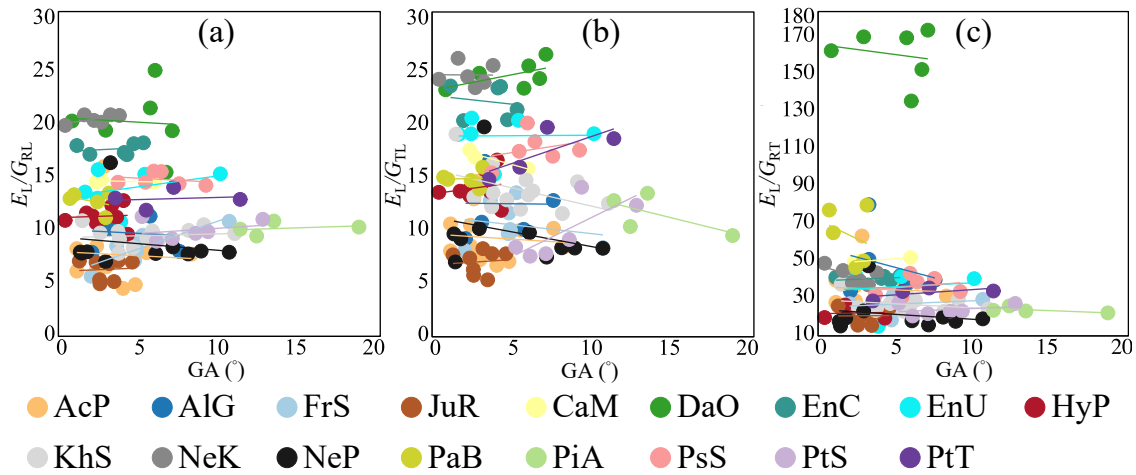 (a) (b) (c)
30 25 20 15 10 5 0
E_L/G_RL
0 5 10 15 20
GA (°)
30 25 20 15 10 5 0
E_L/G_TL
0 5 10 15 20
GA (°)
180 170 150 130 110 90 70 50 30 10
E_L/G_RT
0 5 10 15 20
GA (°)
AcP AlG FrS JuR CaM DaO EnC EnU HyP
KhS NeK NeP PaB PiA PsS PtS PtT